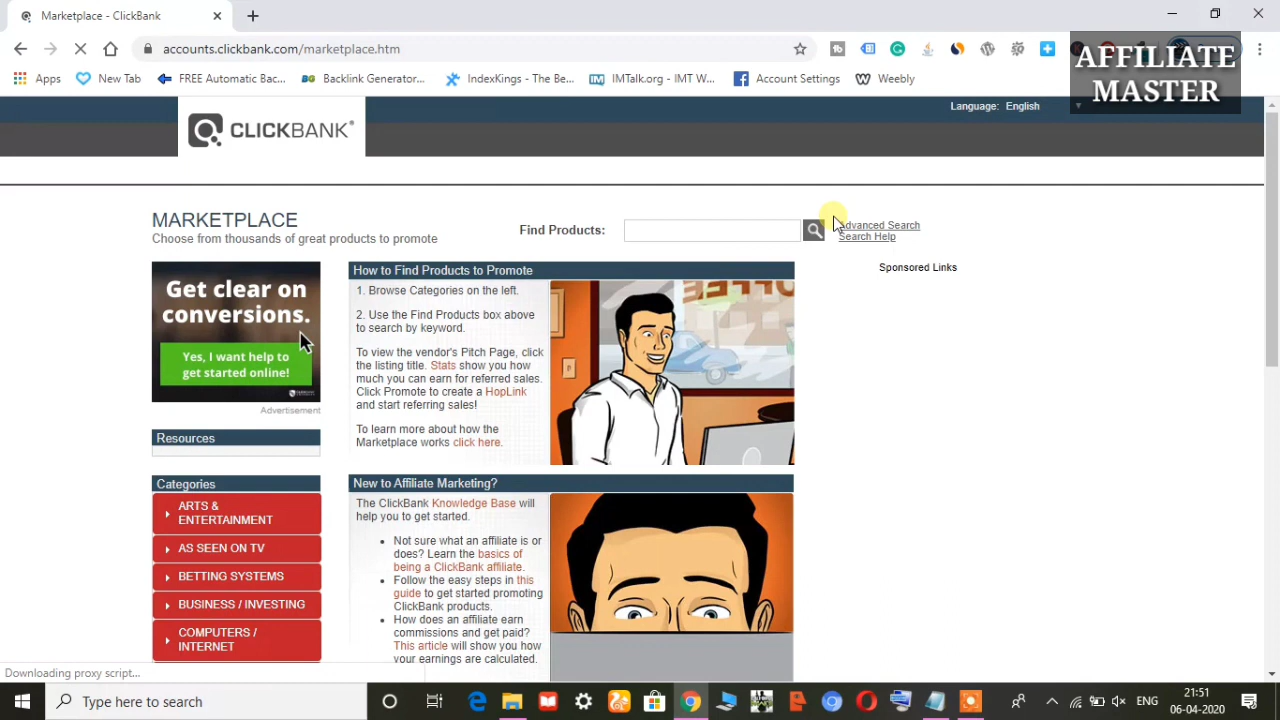 Marketplace - ClickBank
accounts.clickbank.com/marketplace.htm
AFFILIATE
MASTER
Apps
New Tab
FREE Automatic Bac...
Backlink Generator...
IndexKings - The Be...
IMTalk.org - IMT W...
Account Settings
Weebly
Language: English
CLICKBANK®
MARKETPLACE
Choose from thousands of great products to promote
Find Products:
Advanced Search
Search Help
Sponsored Links
Get clear on
conversions.
Yes, I want help to
get started online!
Advertisement
Resources
Categories
ARTS &
ENTERTAINMENT
AS SEEN ON TV
BETTING SYSTEMS
BUSINESS / INVESTING
COMPUTERS /
INTERNET
How to Find Products to Promote
1. Browse Categories on the left.
2. Use the Find Products box above
to search by keyword.
To view the vendor's Pitch Page, click
the listing title. Stats show you how
much you can earn for referred sales.
Click Promote to create a HopLink
and start referring sales!
To learn more about how the
Marketplace works click here.
New to Affiliate Marketing?
The ClickBank Knowledge Base will
help you to get started.
Not sure what an affiliate is or
does? Learn the basics of
being a ClickBank affiliate.
Follow the easy steps in this
guide to get started promoting
ClickBank products.
How does an affiliate earn
commissions and get paid?
This article will show you how
your earnings are calculated.
Downloading proxy script...
Type here to search
ENG
21:51
06-04-2020